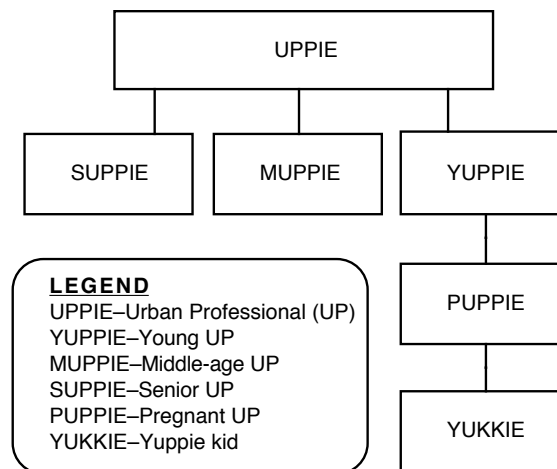 UPPIE
SUPPIE
MUPPIE
YUPPIE
PUPPIE
YUKKIE
LEGEND
UPPIE–Urban Professional (UP)
YUPPIE–Young UP
MUPPIE–Middle-age UP
SUPPIE–Senior UP
PUPPIE–Pregnant UP
YUKKIE–Yuppie kid